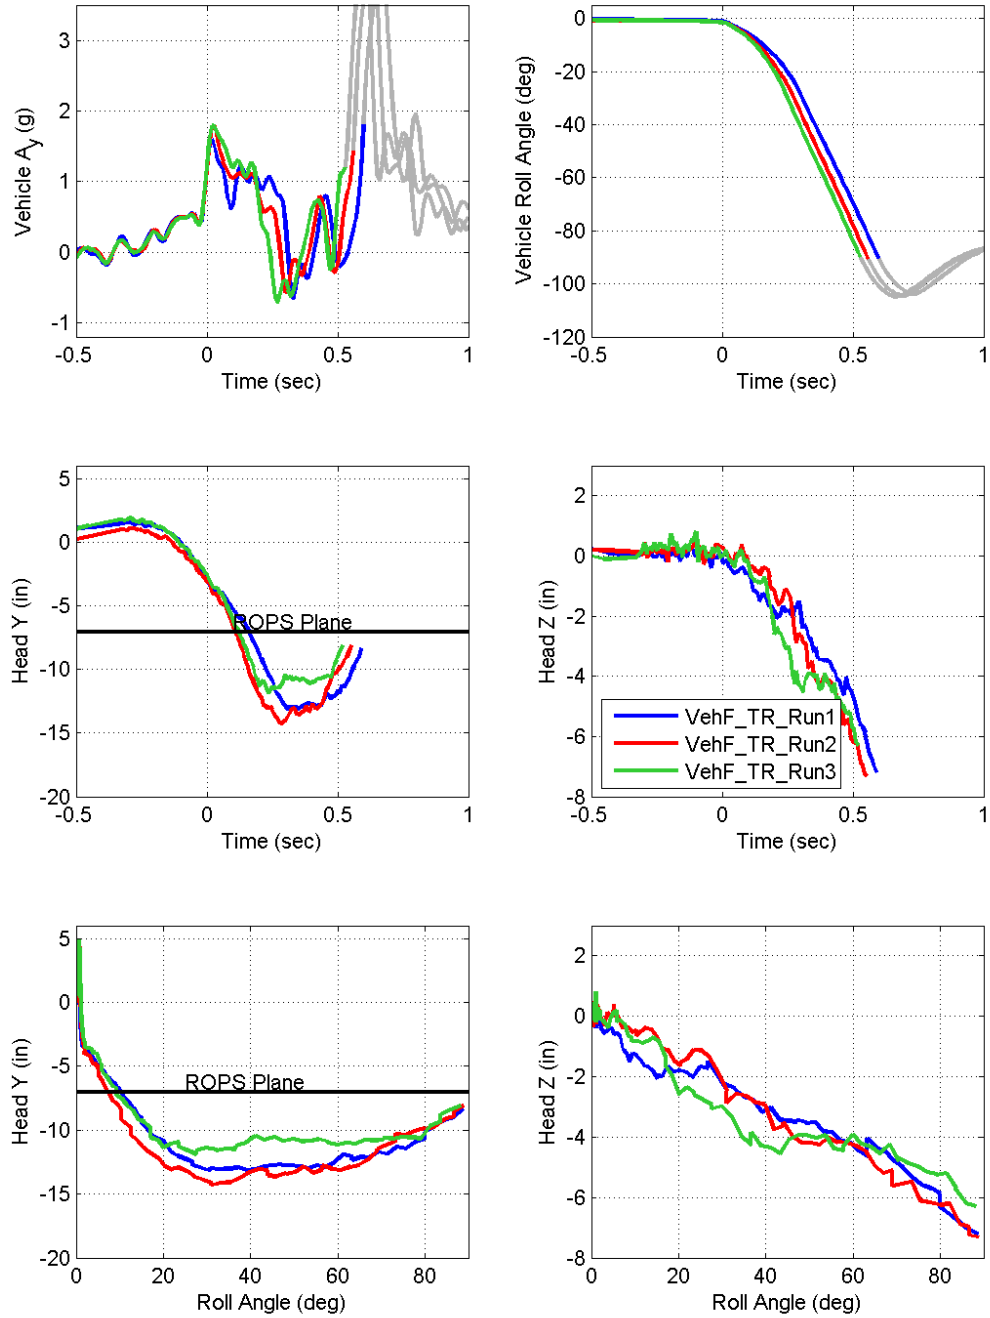 Vehicle Ay (g)
3
2
1
0
-1
-0.5 0 0.5 1
Time (sec)
Vehicle Roll Angle (deg)
0
-20
-40
-60
-80
-100
-120
-0.5 0 0.5 1
Time (sec)
Head Y (in)
5
0
-5
-10
-15
-20
ROPS Plane
-0.5 0 0.5 1
Time (sec)
Head Z (in)
2
0
-2
-4
-6
-8
VehF_TR_Run1
VehF_TR_Run2
VehF_TR_Run3
-0.5 0 0.5 1
Time (sec)
Head Y (in)
5
0
-5
-10
-15
-20
ROPS Plane
0 20 40 60 80
Roll Angle (deg)
Head Z (in)
2
0
-2
-4
-6
-8
0 20 40 60 80
Roll Angle (deg)